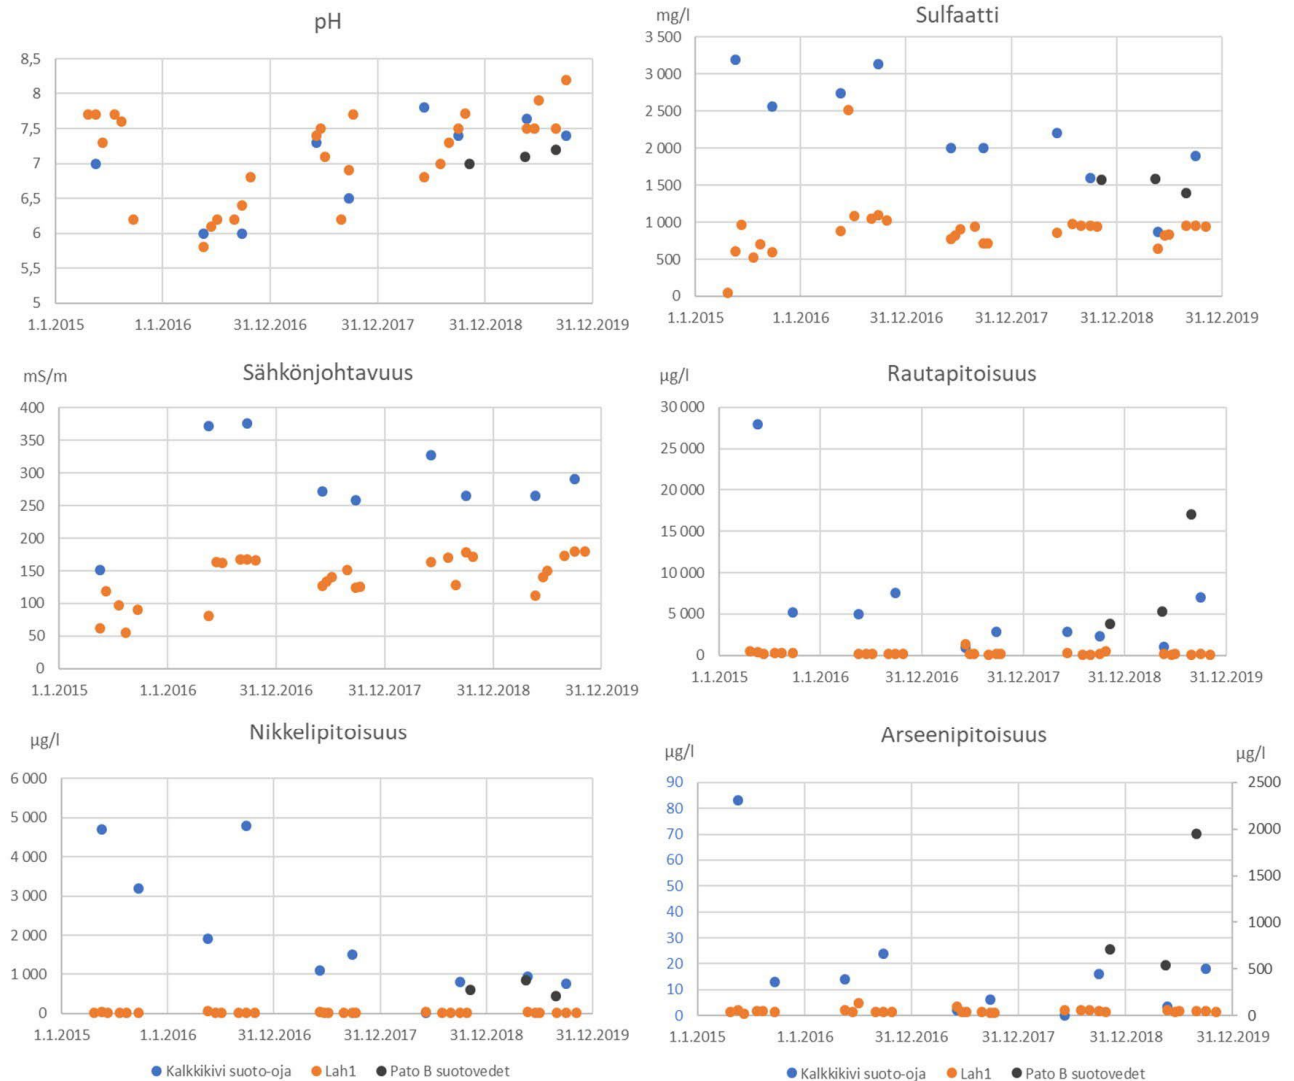 pH
8,5
8
7,5
7
6,5
6
5,5
5
1.1.2015 1.1.2016 31.12.2016 31.12.2017 31.12.2018 31.12.2019
Sulfaatti
mg/l
3 500
3 000
2 500
2 000
1 500
1 000
500
0
1.1.2015 1.1.2016 31.12.2016 31.12.2017 31.12.2018 31.12.2019
Sähkönjohtavuus
mS/m
400
350
300
250
200
150
100
50
0
1.1.2015 1.1.2016 31.12.2016 31.12.2017 31.12.2018 31.12.2019
Rautapitoisuus
µg/l
30 000
25 000
20 000
15 000
10 000
5 000
0
1.1.2015 1.1.2016 31.12.2016 31.12.2017 31.12.2018 31.12.2019
Nikkelipitoisuus
µg/l
6 000
5 000
4 000
3 000
2 000
1 000
0
1.1.2015 1.1.2016 31.12.2016 31.12.2017 31.12.2018 31.12.2019
Kalkkikivi suoto-oja Lah1 Pato B suotovedet
Arseenipitoisuus
µg/l µg/l
90 2500
80
70 2000
60
50 1500
40 1000
30
20 500
10
0 0
1.1.2015 1.1.2016 31.12.2016 31.12.2017 31.12.2018 31.12.2019
Kalkkikivi suoto-oja Lah1 Pato B suotovedet